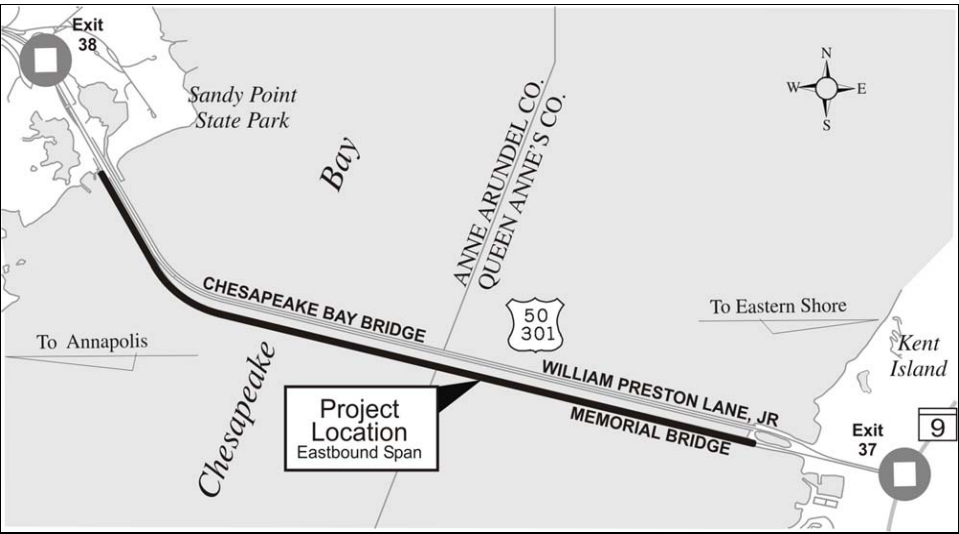 Exit
38
Sandy Point
State Park
Bay
ANNE ARUNDEL CO.
QUEEN ANNE'S CO.
N
W E
S
CHESAPEAKE BAY BRIDGE
50
301
To Eastern Shore
To Annapolis
Kent
Island
WILLIAM PRESTON LANE, JR
MEMORIAL BRIDGE
Chesapeake
Project
Location
Eastbound Span
Exit
37
9